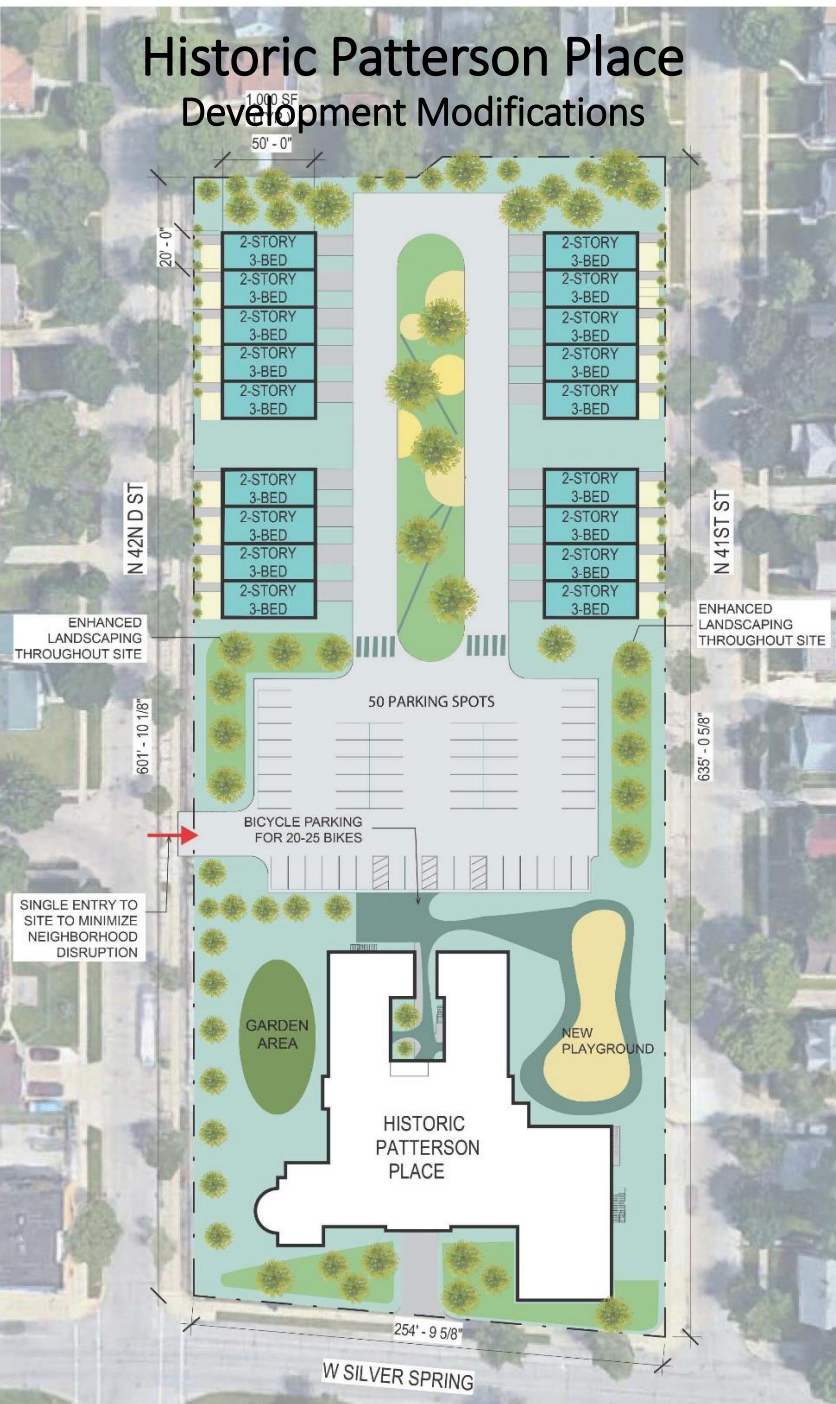 Historic Patterson Place
Development Modifications
1,000 SF
50' - 0"
20' - 0"
2-STORY
3-BED
2-STORY
3-BED
2-STORY
3-BED
2-STORY
3-BED
2-STORY
3-BED
2-STORY
3-BED
2-STORY
3-BED
2-STORY
3-BED
2-STORY
3-BED
2-STORY
3-BED
2-STORY
3-BED
2-STORY
3-BED
2-STORY
3-BED
2-STORY
3-BED
2-STORY
3-BED
2-STORY
3-BED
2-STORY
3-BED
2-STORY
3-BED
N 42N D ST
N 41ST ST
ENHANCED
LANDSCAPING
THROUGHOUT SITE
ENHANCED
LANDSCAPING
THROUGHOUT SITE
601' - 10 1/8"
50 PARKING SPOTS
635' - 0 5/8"
BICYCLE PARKING
FOR 20-25 BIKES
SINGLE ENTRY TO
SITE TO MINIMIZE
NEIGHBORHOOD
DISRUPTION
GARDEN
AREA
NEW
PLAYGROUND
HISTORIC
PATTERSON
PLACE
254' - 9 5/8"
W SILVER SPRING